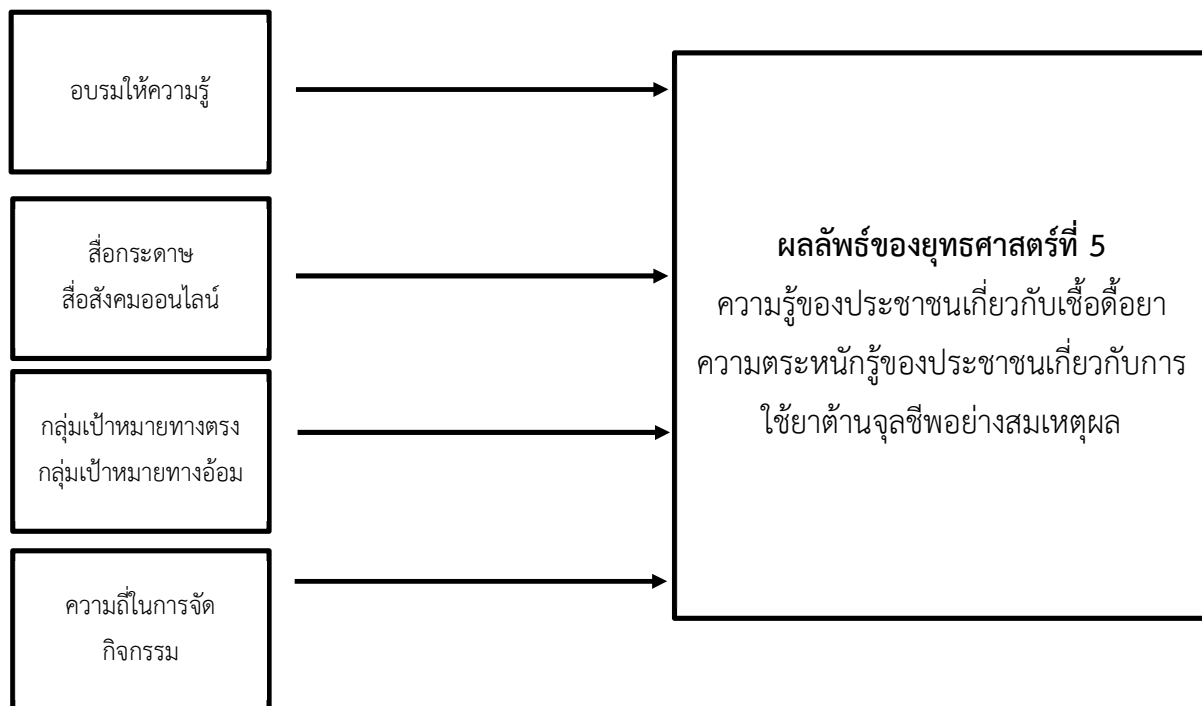 อบรมให้ความรู้
สื่อกระดาษ
สื่อสังคมออนไลน์
กลุ่มเป้าหมายทางตรง
กลุ่มเป้าหมายทางอ้อม
ความถี่ในการจัด
กิจกรรม
ผลลัพธ์ของยุทธศาสตร์ที่ 5
ความรู้ของประชาชนเกี่ยวกับเชื้อดื้อยา
ความตระหนักรู้ของประชาชนเกี่ยวกับการ
ใช้ยาต้านจุลชีพอย่างสมเหตุผล